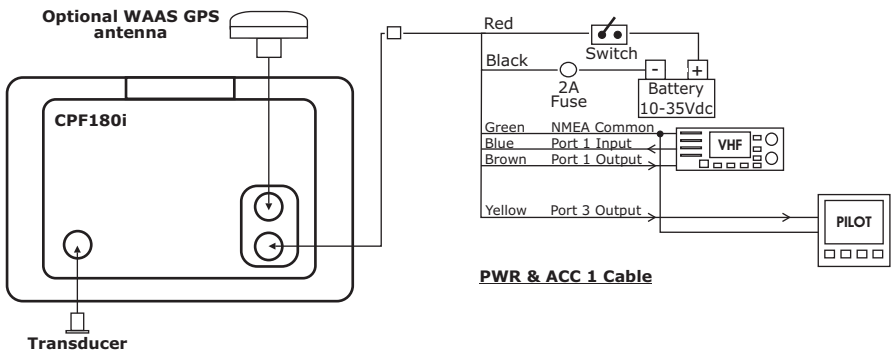 Optional WAAS GPS
antenna
CPF180i
Transducer
Red
Switch
Black
2A
Fuse
- +
Battery
10-35Vdc
Green NMEA Common
Blue Port 1 Input
Brown Port 1 Output
VHF
Yellow Port 3 Output
PILOT
PWR & ACC 1 Cable